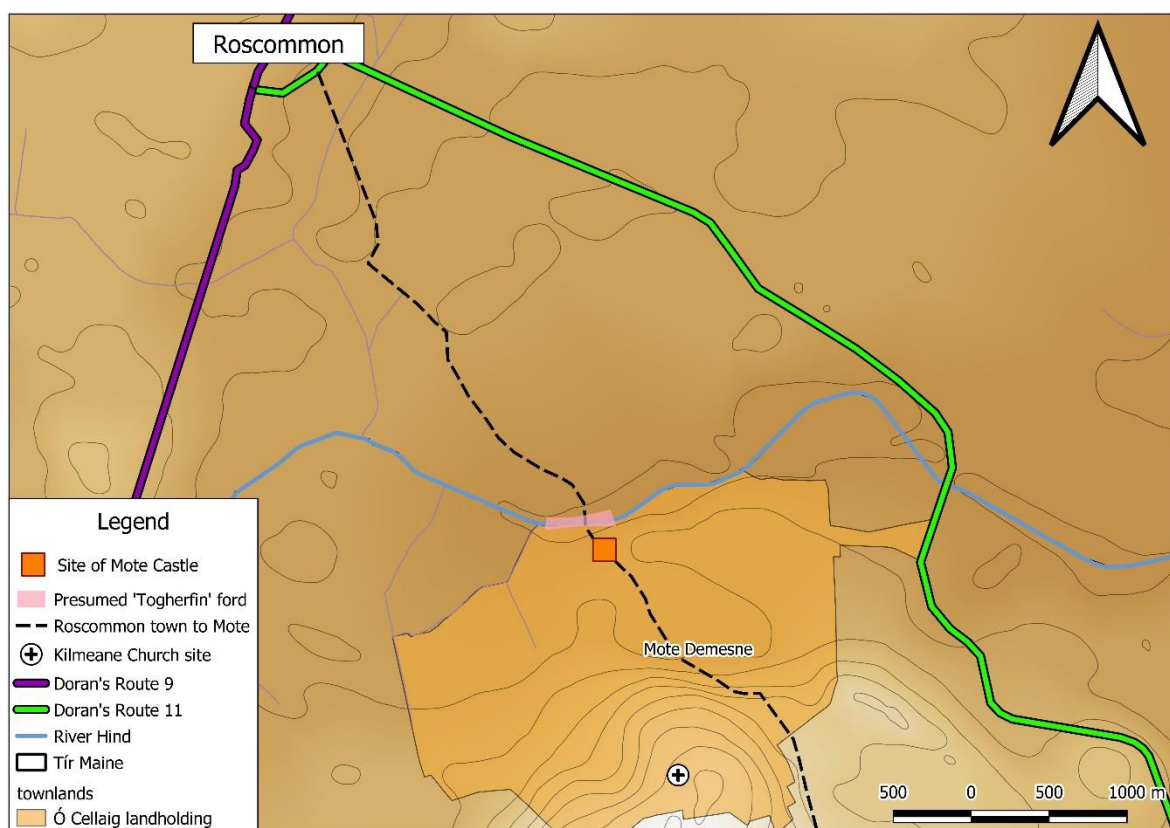 Roscommon
Mote Demesne
Legend
Site of Mote Castle
Presumed 'Togherfin' ford
Roscommon town to Mote
Kilmeane Church site
Doran's Route 9
Doran's Route 11
River Hind
Tír Maine
townlands
Ó Cellaig landholding
500 0 500 1000 m